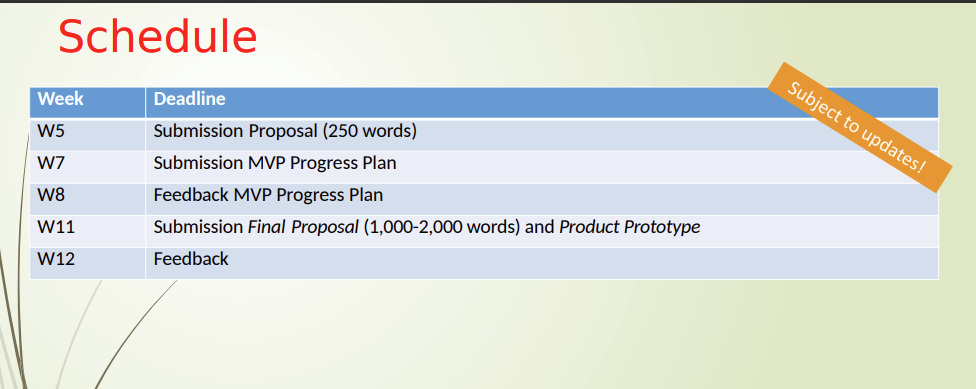 Schedule
Week Deadline
Subject to updates!
W5 Submission Proposal (250 words)
W7 Submission MVP Progress Plan
W8 Feedback MVP Progress Plan
W11 Submission Final Proposal (1,000-2,000 words) and Product Prototype
W12 Feedback